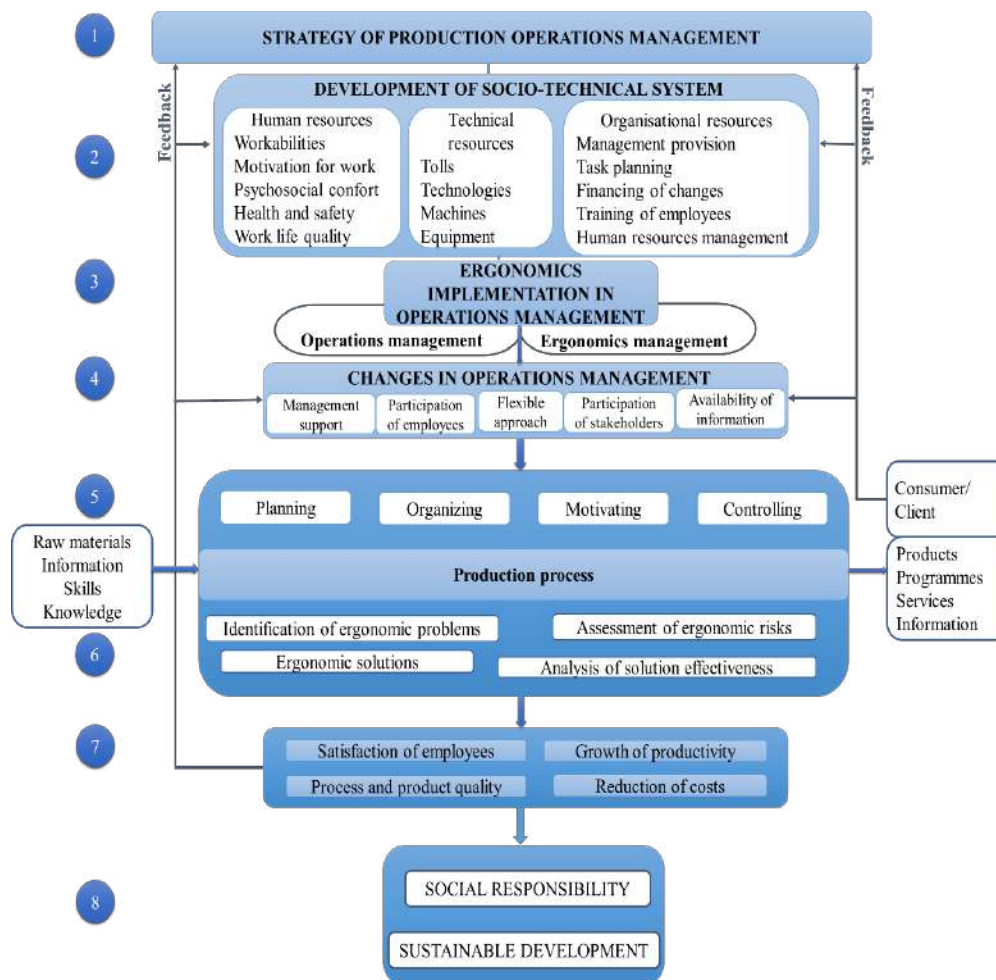 1
STRATEGY OF PRODUCTION OPERATIONS MANAGEMENT
Feedback
Feedback
2
DEVELOPMENT OF SOCIO-TECHNICAL SYSTEM
Human resources
Workabilities
Motivation for work
Psychosocial confort
Health and safety
Work life quality
Technical
resources
Tolls
Technologies
Machines
Equipment
Organisational resources
Management provision
Task planning
Financing of changes
Training of employees
Human resources management
3
ERGONOMICS
IMPLEMENTATION IN
OPERATIONS MANAGEMENT
Operations management
Ergonomics management
4
CHANGES IN OPERATIONS MANAGEMENT
Management
support
Participation
of employees
Flexible
approach
Participation
of stakeholders
Availability of
information
5
Planning
Organizing
Motivating
Controlling
Consumer/
Client
Raw materials
Information
Skills
Knowledge
Production process
Products
Programmes
Services
Information
6
Identification of ergonomic problems
Assessment of ergonomic risks
Ergonomic solutions
Analysis of solution effectiveness
7
Satisfaction of employees
Growth of productivity
Process and product quality
Reduction of costs
8
SOCIAL RESPONSIBILITY
SUSTAINABLE DEVELOPMENT